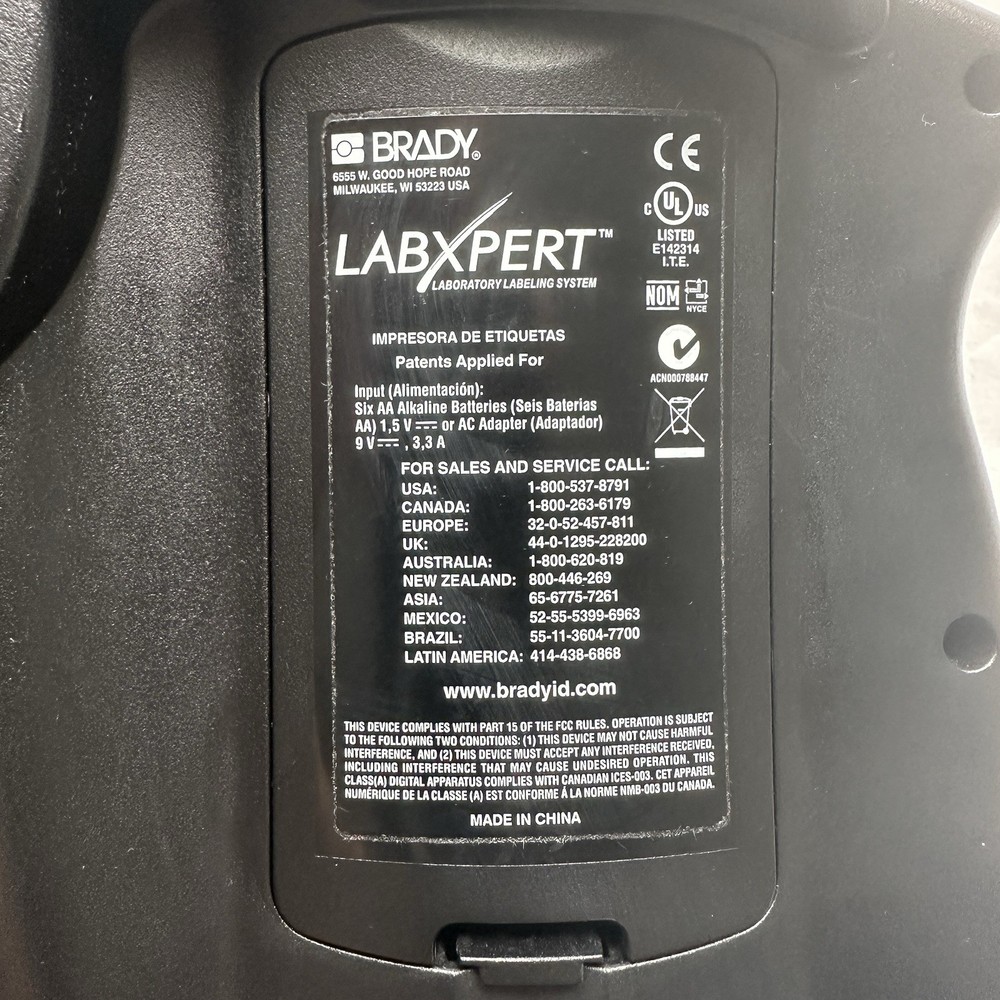 BRADY®
6555 W. GOOD HOPE ROAD
MILWAUKEE, WI 53223 USA
CE
C UL US
LISTED
E142314
I.T.E.
LABXPERT™
LABORATORY LABELING SYSTEM
NOM
NYCE
IMPRESORA DE ETIQUETAS
Patents Applied For
ACN000788447
Input (Alimentación):
Six AA Alkaline Batteries (Seis Baterias
AA) 1,5 V ⎓ or AC Adapter (Adaptador)
9 V ⎓ , 3,3 A
FOR SALES AND SERVICE CALL:
USA: 1-800-537-8791
CANADA: 1-800-263-6179
EUROPE: 32-0-52-457-811
UK: 44-0-1295-228200
AUSTRALIA: 1-800-620-819
NEW ZEALAND: 800-446-269
ASIA: 65-6775-7261
MEXICO: 52-55-5399-6963
BRAZIL: 55-11-3604-7700
LATIN AMERICA: 414-438-6868
www.bradyid.com
THIS DEVICE COMPLIES WITH PART 15 OF THE FCC RULES. OPERATION IS SUBJECT
TO THE FOLLOWING TWO CONDITIONS: (1) THIS DEVICE MAY NOT CAUSE HARMFUL
INTERFERENCE, AND (2) THIS DEVICE MUST ACCEPT ANY INTERFERENCE RECEIVED,
INCLUDING INTERFERENCE THAT MAY CAUSE UNDESIRED OPERATION. THIS
CLASS(A) DIGITAL APPARATUS COMPLIES WITH CANADIAN ICES-003. CET APPAREIL
NUMÉRIQUE DE LA CLASSE (A) EST CONFORME Á LA NORME NMB-003 DU CANADA.
MADE IN CHINA